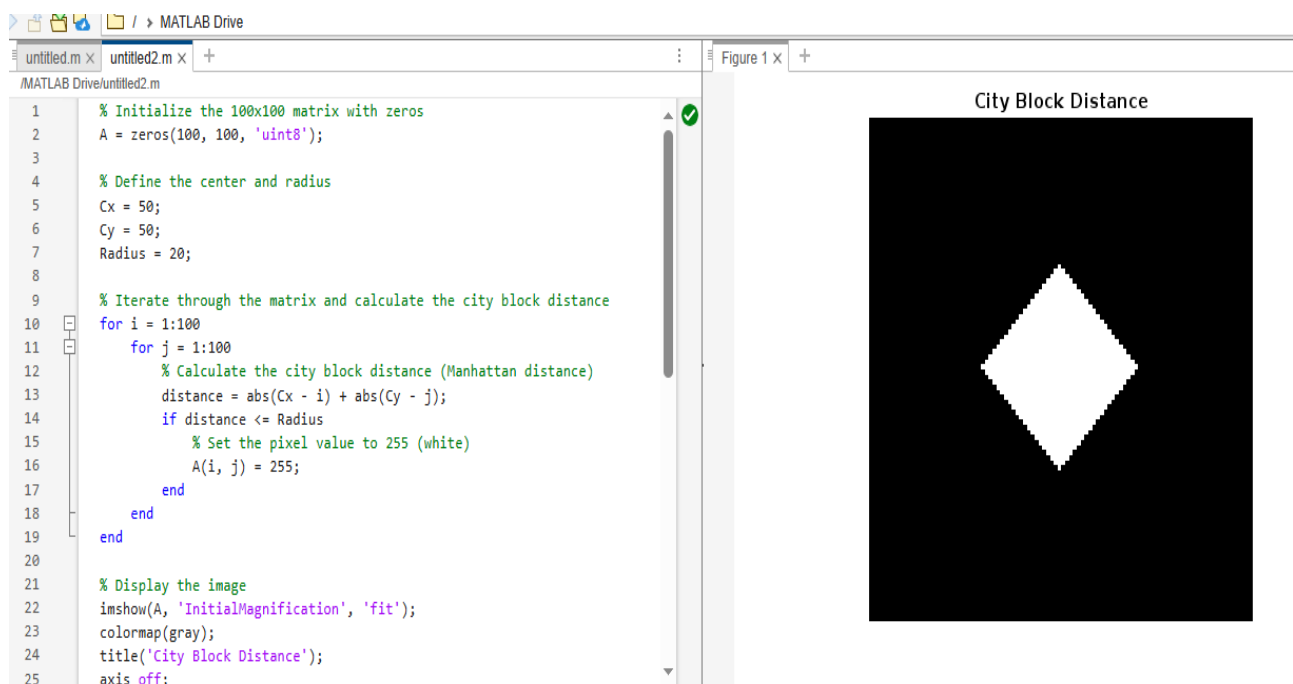 / > MATLAB Drive
untitled.m × untitled2.m × +
Figure 1 × +
/MATLAB Drive/untitled2.m
1 % Initialize the 100x100 matrix with zeros
2 A = zeros(100, 100, 'uint8');
3
4 % Define the center and radius
5 Cx = 50;
6 Cy = 50;
7 Radius = 20;
8
9 % Iterate through the matrix and calculate the city block distance
10 for i = 1:100
11 for j = 1:100
12 % Calculate the city block distance (Manhattan distance)
13 distance = abs(Cx - i) + abs(Cy - j);
14 if distance <= Radius
15 % Set the pixel value to 255 (white)
16 A(i, j) = 255;
17 end
18 end
19 end
20
21 % Display the image
22 imshow(A, 'InitialMagnification', 'fit');
23 colormap(gray);
24 title('City Block Distance');
25 axis off;
City Block Distance